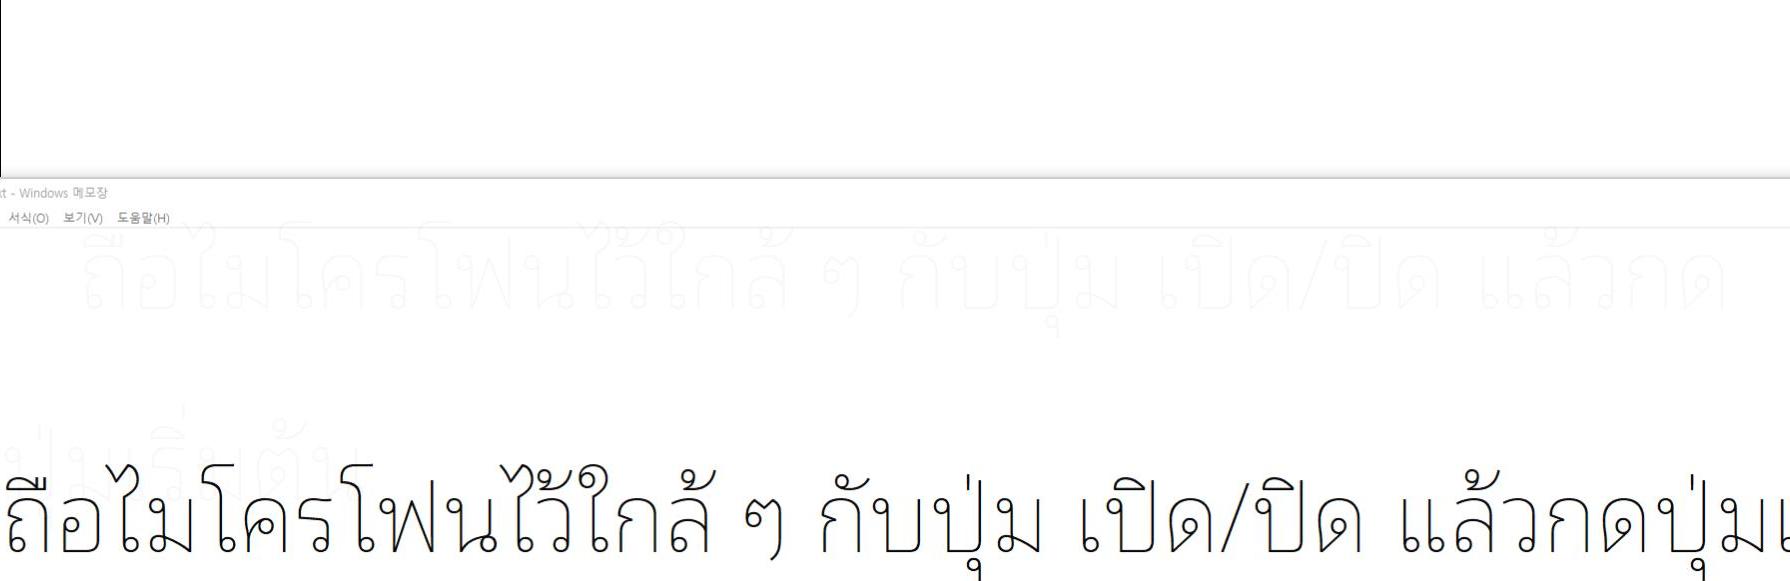 xt - Windows 메모장
서식(O) 보기(V) 도움말(H)
ถือไมโครโฟนไว้ใกล้ ๆ กับปุ่ม เปิด/ปิด แล้วกด
ปุ่มเริ่มต้น
ถือไมโครโฟนไว้ใกล้ ๆ กับปุ่ม เปิด/ปิด แล้วกดปุ่มเ